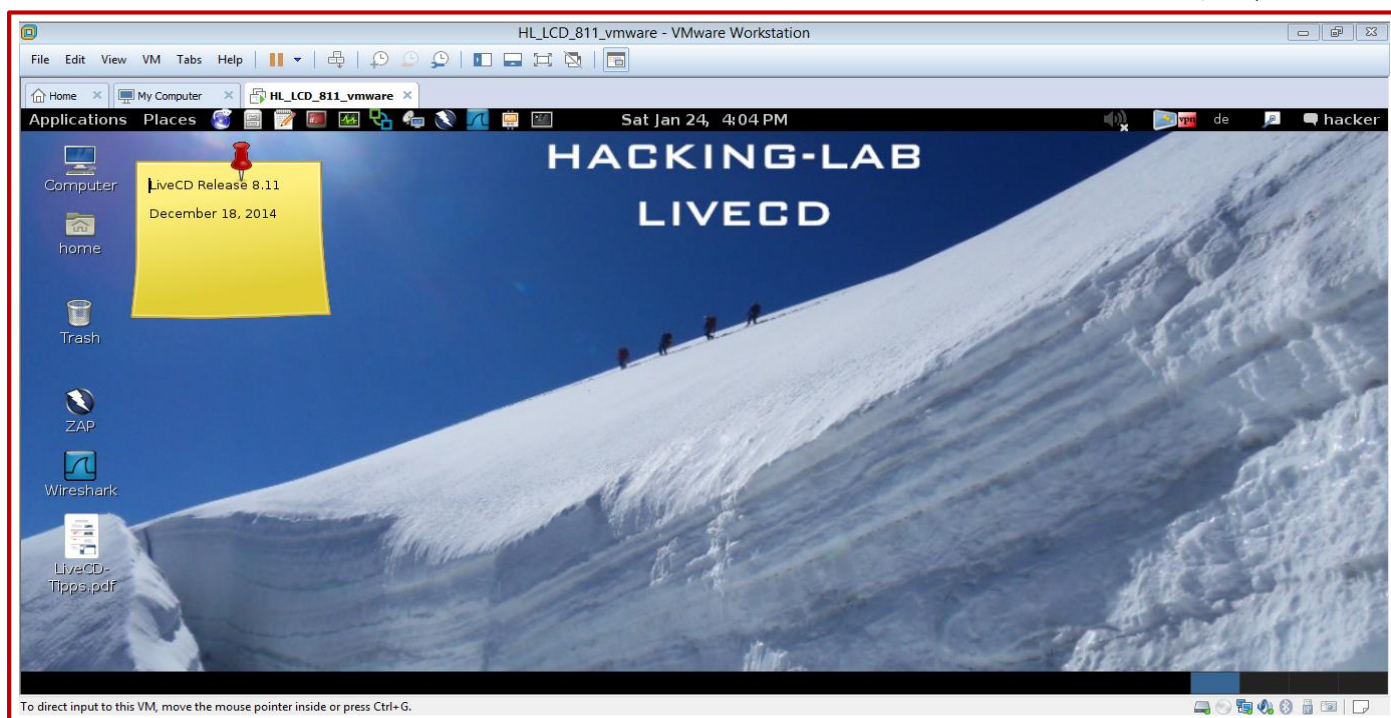 HL_LCD_811_vmware - VMware Workstation
File Edit View VM Tabs Help
Home My Computer HL_LCD_811_vmware
Applications Places Sat Jan 24, 4:04 PM vpn de hacker
HACKING-LAB
LIVECD
Computer
LiveCD Release 8.11
December 18, 2014
home
Trash
ZAP
Wireshark
LiveCD-
Tipps.pdf
To direct input to this VM, move the mouse pointer inside or press Ctrl+G.